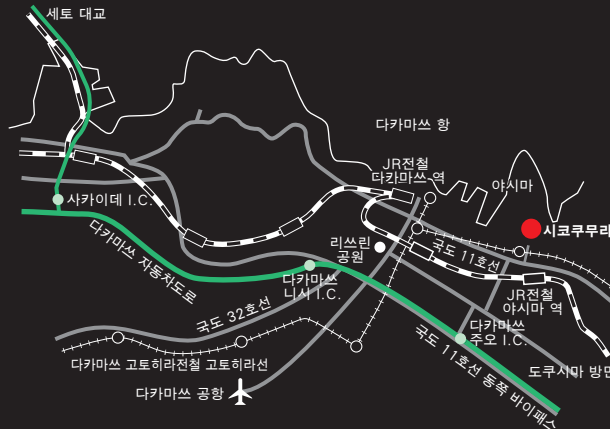 세토 대교
다카마쓰 항
JR전철
다카마쓰 역
야시마
사카이데 I.C.
시코쿠무라
리쓰린
공원
국도 11호선
다카마쓰 자동차도로
다카마쓰
니시 I.C.
JR전철
야시마 역
국도 32호선
다카마쓰
주오 I.C.
다카마쓰 고토히라전철 고토히라선
국도 11호선 동쪽 바이패스
도쿠시마 방면
다카마쓰 공항